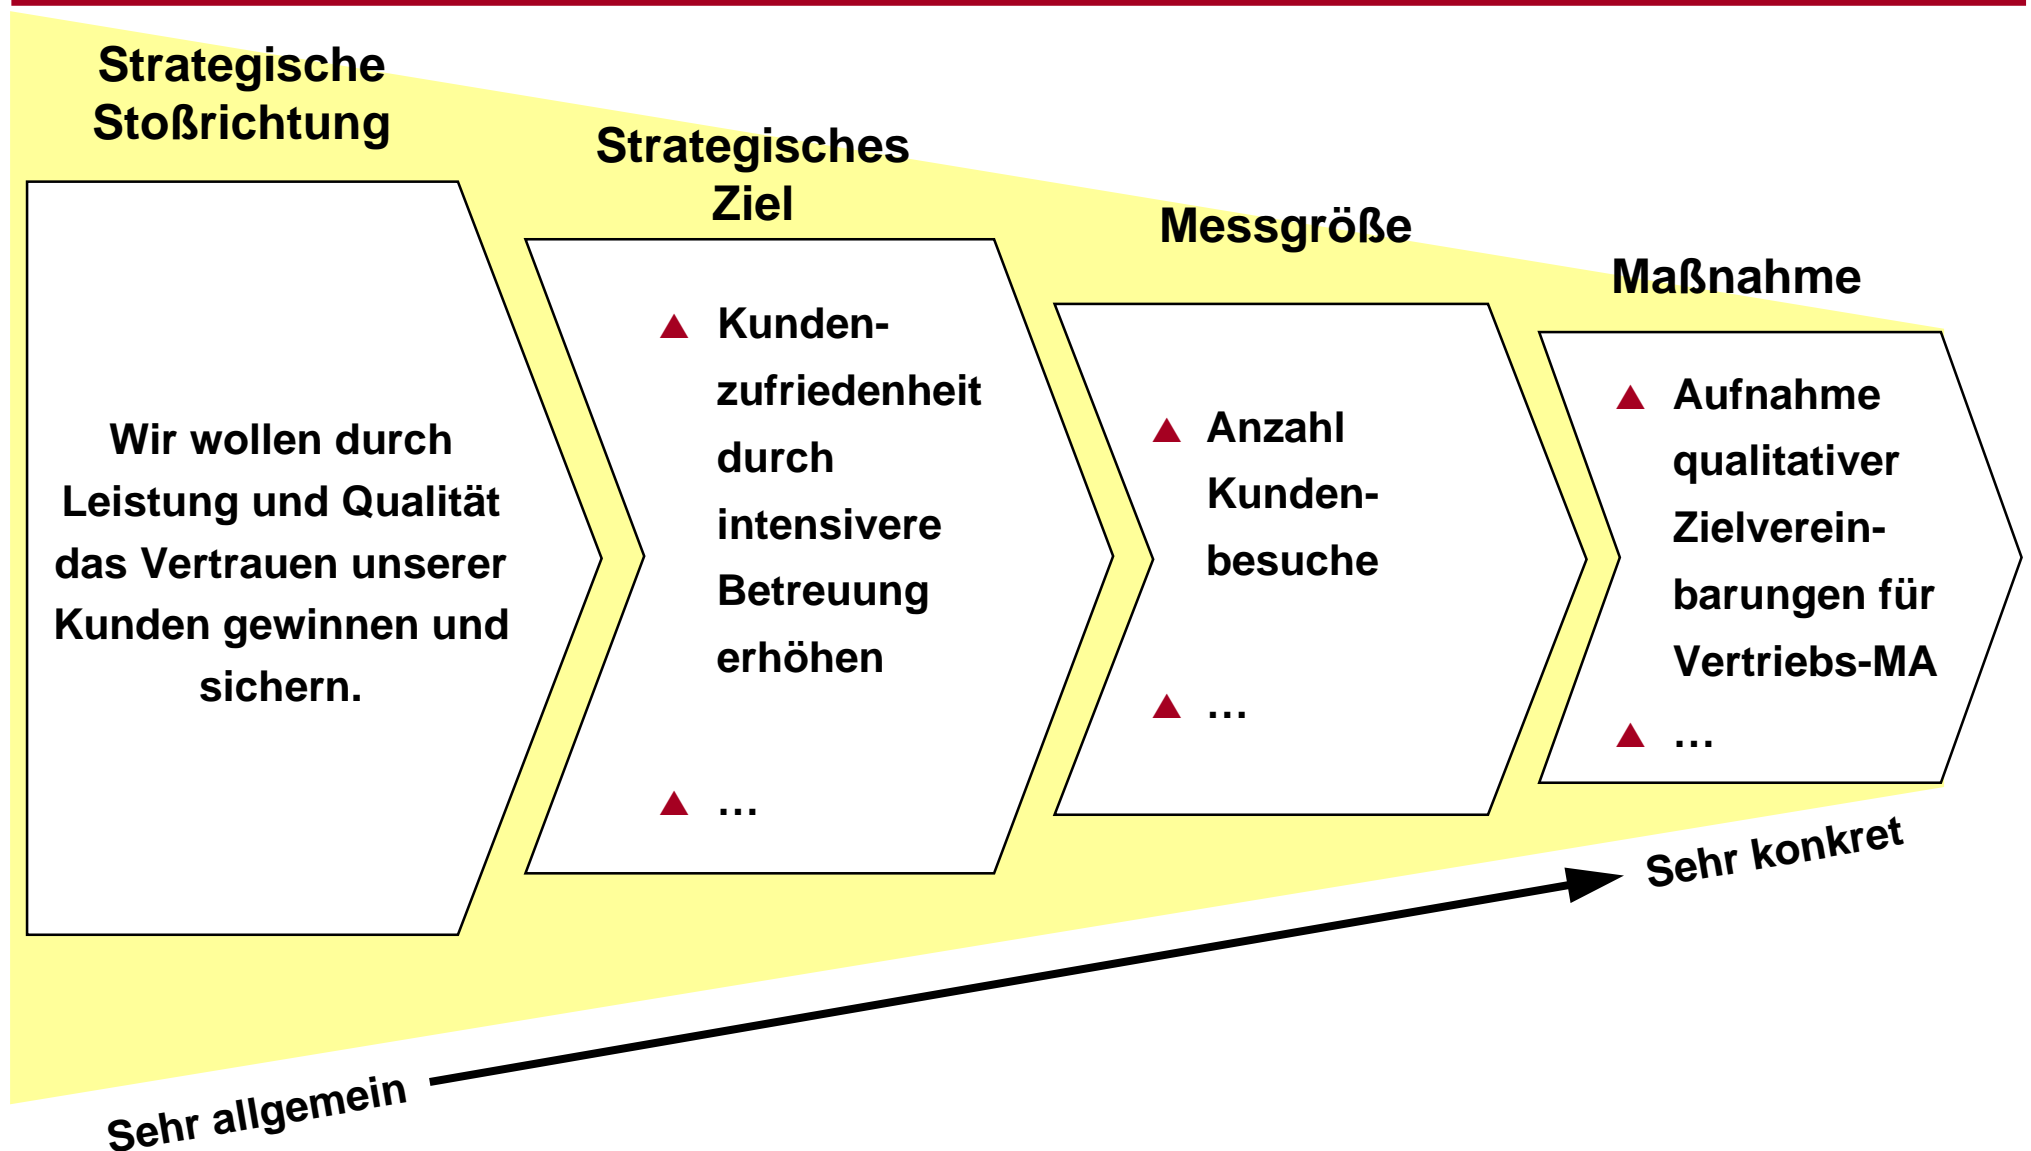 Strategische
Stoßrichtung
Wir wollen durch
Leistung und Qualität
das Vertrauen unserer
Kunden gewinnen und
sichern.
Strategisches
Ziel
Kunden-
zufriedenheit
durch
intensivere
Betreuung
erhöhen
…
Messgröße
Anzahl
Kunden-
besuche
…
Maßnahme
Aufnahme
qualitativer
Zielverein-
barungen für
Vertriebs-MA
…
Sehr allgemein
Sehr konkret